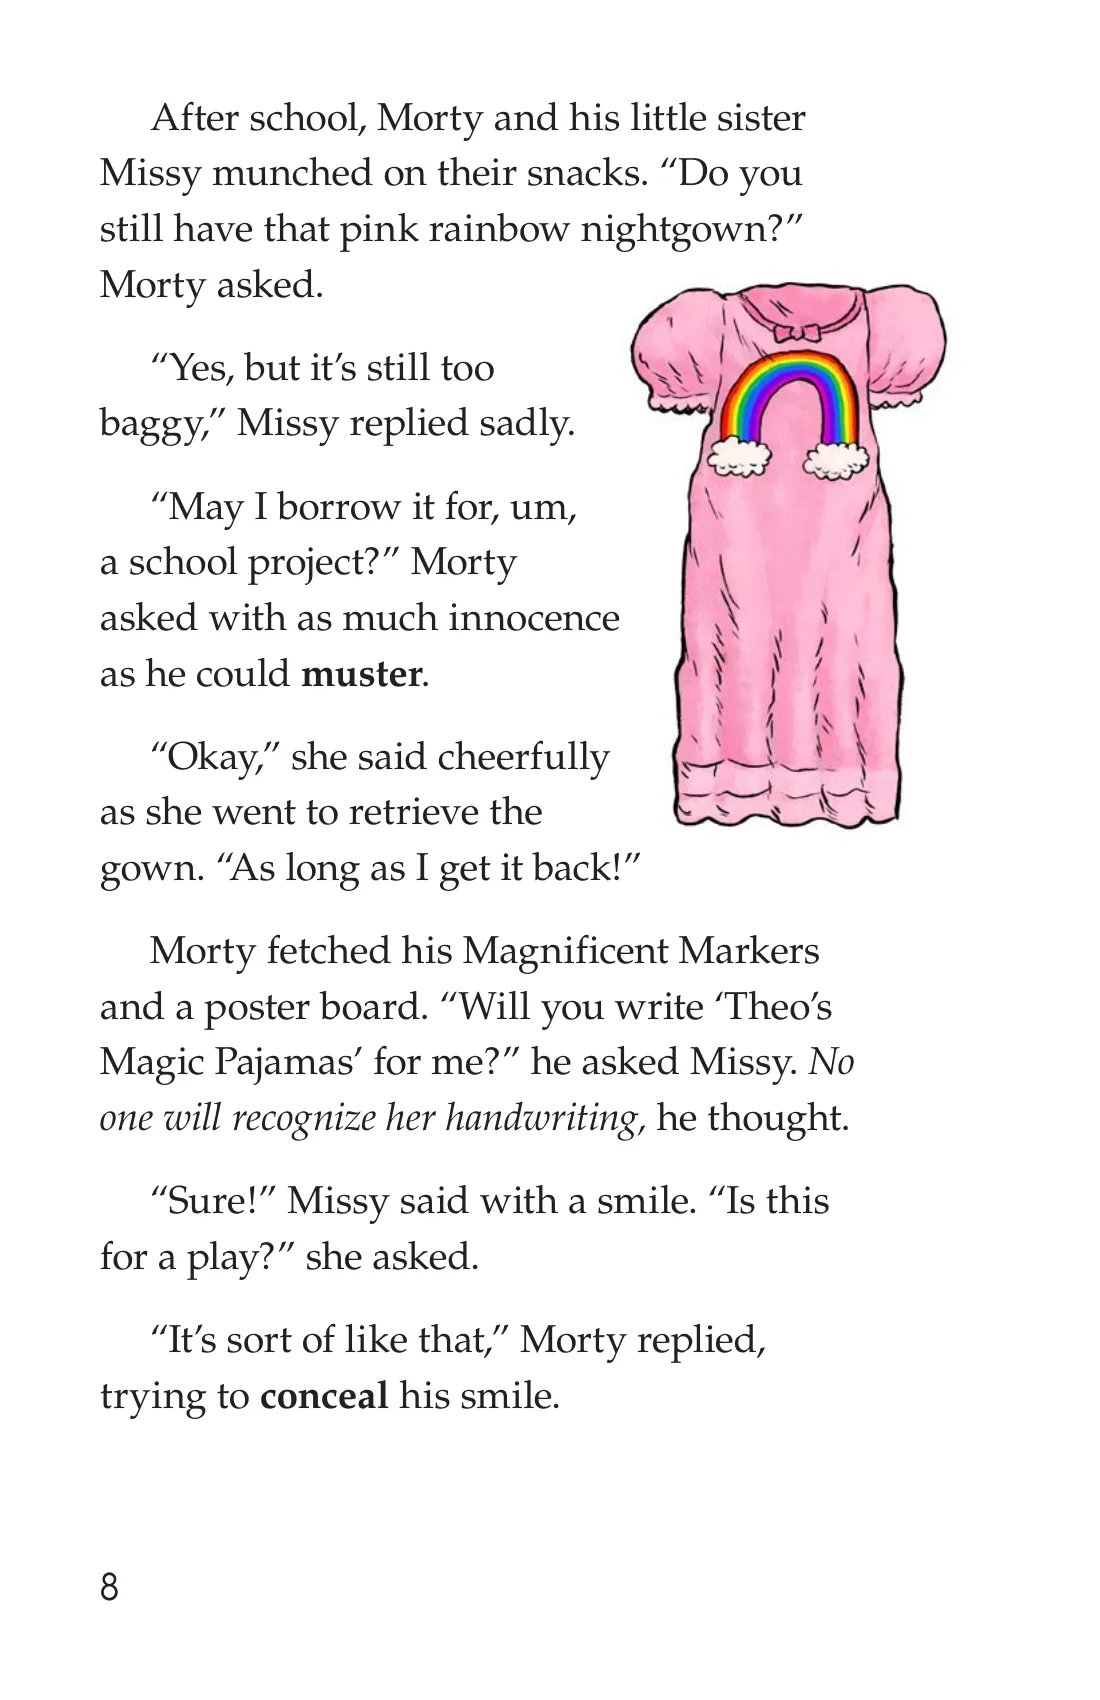 After school, Morty and his little sister
Missy munched on their snacks. “Do you
still have that pink rainbow nightgown?”
Morty asked.
“Yes, but it’s still too
baggy,” Missy replied sadly.
“May I borrow it for, um,
a school project?” Morty
asked with as much innocence
as he could muster.
“Okay,” she said cheerfully
as she went to retrieve the
gown. “As long as I get it back!”
Morty fetched his Magnificent Markers
and a poster board. “Will you write ‘Theo’s
Magic Pajamas’ for me?” he asked Missy. No
one will recognize her handwriting, he thought.
“Sure!” Missy said with a smile. “Is this
for a play?” she asked.
“It’s sort of like that,” Morty replied,
trying to conceal his smile.
8